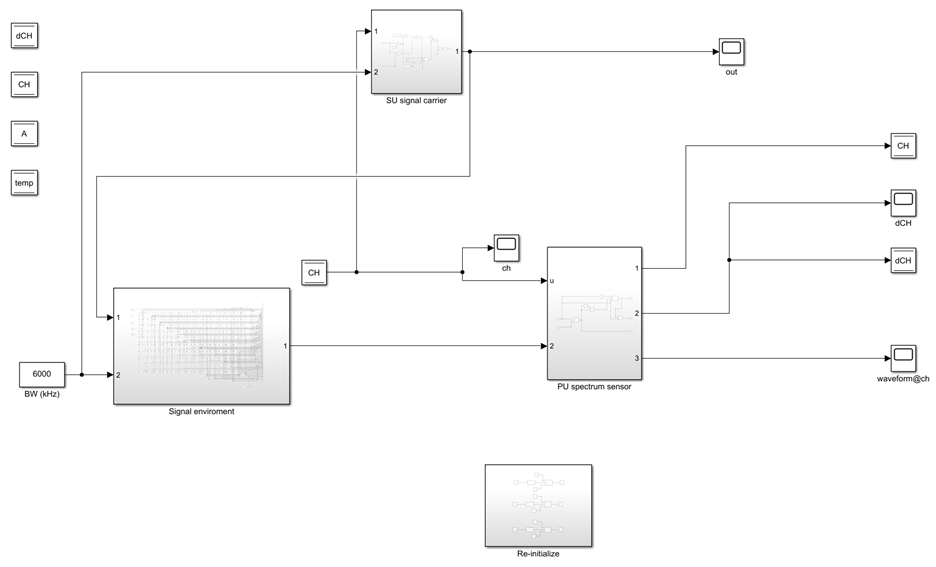 dCH
CH
A
temp
1
2
1
SU signal carrier
out
CH
dCH
dCH
waveform@ch
CH
ch
u
2
1
2
3
PU spectrum sensor
1
2
1
Signal enviroment
6000
BW (kHz)
Re-initialize